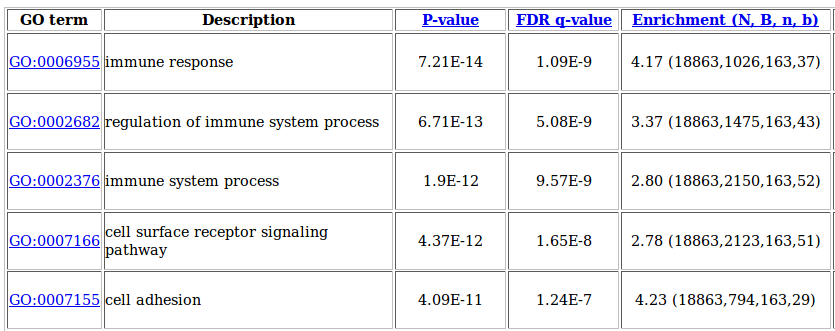 GO term Description P-value FDR q-value Enrichment (N, B, n, b)
GO:0006955 immune response 7.21E-14 1.09E-9 4.17 (18863,1026,163,37)
GO:0002682 regulation of immune system process 6.71E-13 5.08E-9 3.37 (18863,1475,163,43)
GO:0002376 immune system process 1.9E-12 9.57E-9 2.80 (18863,2150,163,52)
GO:0007166 cell surface receptor signaling 4.37E-12 1.65E-8 2.78 (18863,2123,163,51)
pathway
GO:0007155 cell adhesion 4.09E-11 1.24E-7 4.23 (18863,794,163,29)